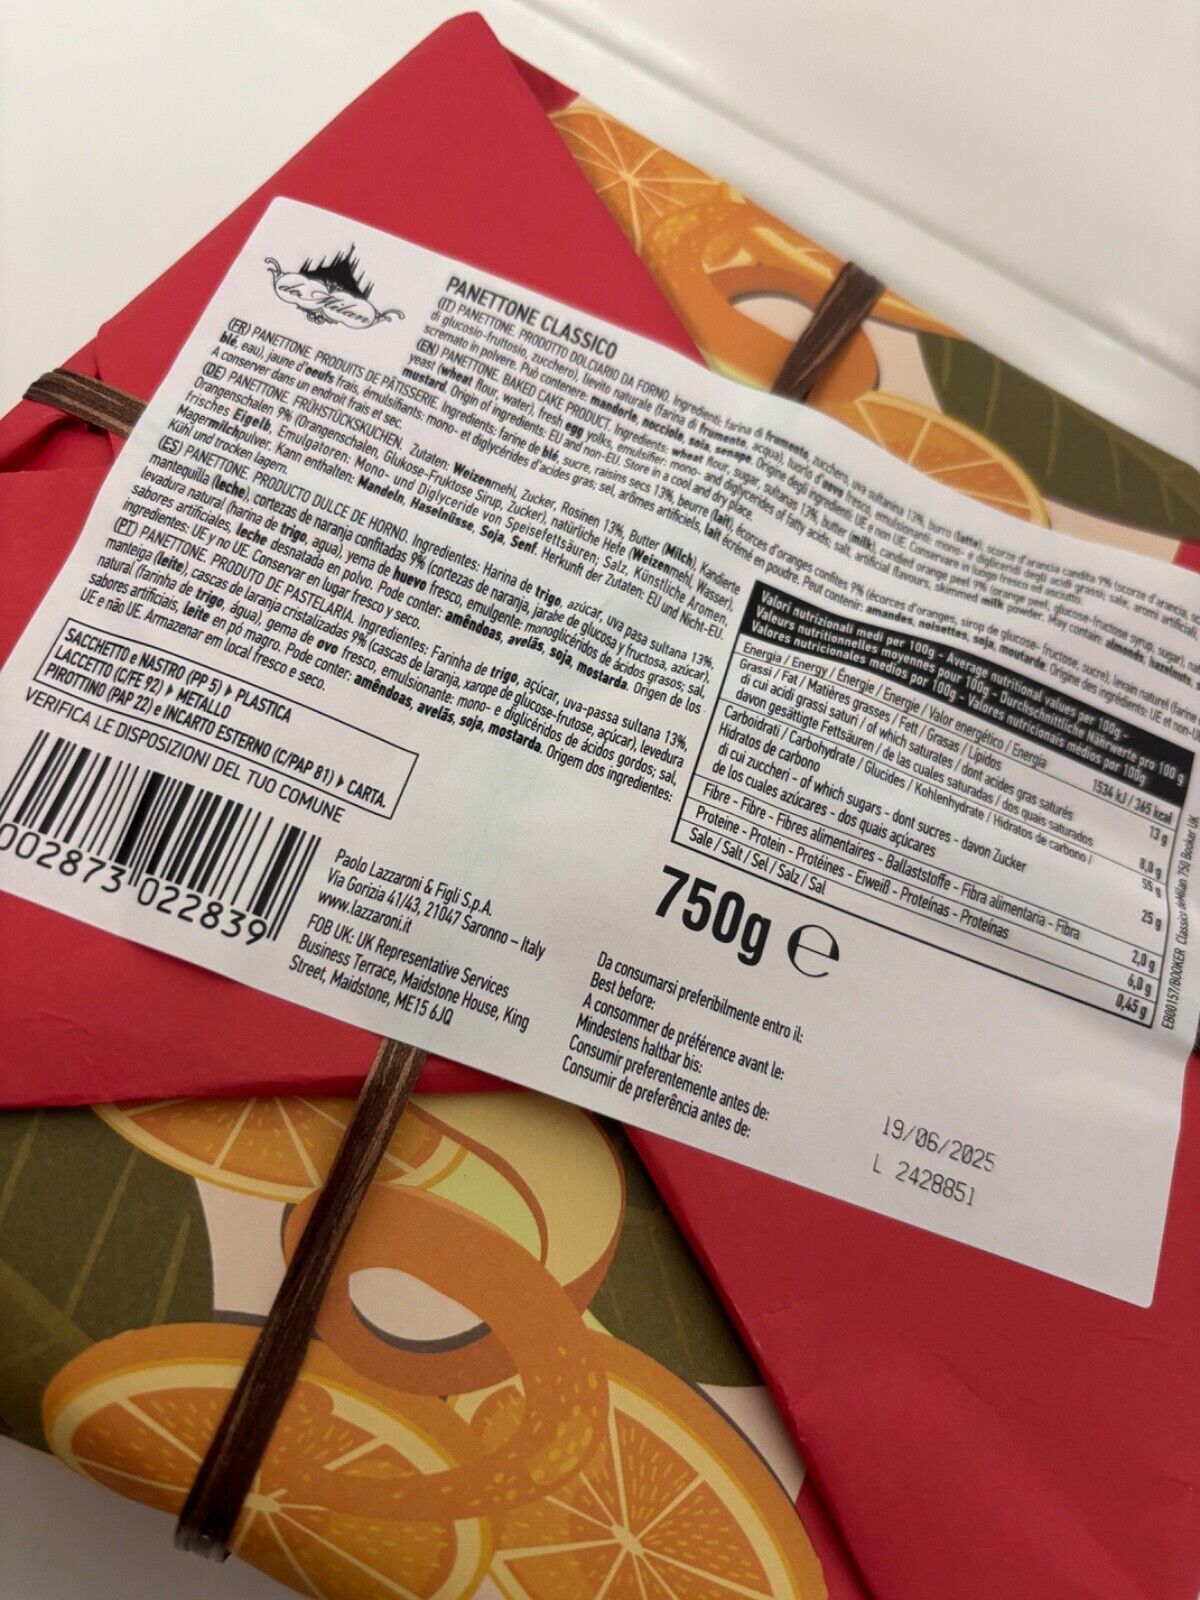 da Milan
PANETTONE CLASSICO
(IT) PANETTONE. PRODOTTO DOLCIARIO DA FORNO. Ingredienti: farina di frumento, zucchero, uva sultanina 13%, burro (latte), scorze d'arancia candita 9% (scorze d'arancia,
di glucosio-fruttosio, zucchero), lievito naturale (farina di frumento, acqua), tuorlo d'uovo fresco, emulsionanti: mono- e digliceridi degli acidi grassi; sale, aromi artificiali,
scremato in polvere. Può contenere: mandorle, nocciole, soia, senape. Origine degli ingredienti: UE e non UE. Conservare in luogo fresco ed asciutto.
(EN) PANETTONE. BAKED CAKE PRODUCT. Ingredients: wheat flour, sugar, sultanas 13%, butter (milk), candied orange peel 9% (orange peel, glucose-fructose syrup, sugar),
yeast (wheat flour, water), fresh egg yolks, emulsifier: mono- and diglycerides of fatty acids; salt, artificial flavours, skimmed milk powder. May contain: almonds, hazelnuts,
mustard. Origin of ingredients: EU and non-EU. Store in a cool and dry place.
(FR) PANETTONE. PRODUITS DE PÂTISSERIE. Ingredients: farine de blé, sucre, raisins secs 13%, beurre (lait), écorces d'oranges confites 9% (écorces d'oranges, sirop de glucose-fructose, sucre), levain naturel (farine
blé, eau), jaune d'oeufs frais, émulsifiants: mono- et diglycérides d'acides gras; sel, arômes artificiels, lait écrémé en poudre. Peut contenir: amandes, noisettes, soja, moutarde. Origine des ingrédients: UE et non-UE
A conserver dans un endroit frais et sec.
(DE) PANETTONE. FRÜHSTÜCKSKUCHEN. Zutaten: Weizenmehl, Zucker, Rosinen 13%, Butter (Milch), Kandierte
Orangenschalen 9% (Orangenschalen, Glukose-Fruktose Sirup, Zucker), natürliche Hefe (Weizenmehl, Wasser),
frisches Eigelb, Emulgatoren: Mono- und Diglyceride von Speisefettsäuren; Salz, Künstliche Aromen,
Magermilchpulver. Kann enthalten: Mandeln, Haselnüsse, Soja, Senf. Herkunft der Zutaten: EU und Nicht-EU.
Kühl und trocken lagern.
(ES) PANETTONE. PRODUCTO DULCE DE HORNO. Ingredientes: Harina de trigo, azúcar, uva pasa sultana 13%,
mantequilla (leche), cortezas de naranja confitadas 9% (cortezas de naranja, jarabe de glucosa y fructosa, azúcar),
levadura natural (harina de trigo, agua), yema de huevo fresco, emulgente: monoglicéridos de ácidos grasos; sal,
sabores artificiales, leche desnatada en polvo. Pode conter: amêndoas, avelãs, soja, mostarda. Origen de los
ingredientes: UE y no UE. Conservar en lugar fresco y seco.
(PT) PANETTONE. PRODUTO DE PASTELARIA. Ingredientes: Farinha de trigo, açúcar, uva-passa sultana 13%,
manteiga (leite), cascas de laranja cristalizadas 9% (cascas de laranja, xarope de glucose-frutose, açúcar), levedura
natural (farinha de trigo, água), gema de ovo fresco, emulsionante: mono- e diglicéridos de ácidos gordos; sal,
sabores artificiais, leite en pó magro. Pode conter: amêndoas, avelãs, soja, mostarda. Origem dos ingredientes:
UE e não UE. Armazenar em local fresco e seco.
SACCHETTO e NASTRO (PP 5) ▶ PLASTICA
LACCETTO (C/FE 92) ▶ METALLO
PIROTTINO (PAP 22) e INCARTO ESTERNO (C/PAP 81) ▶ CARTA.
VERIFICA LE DISPOSIZIONI DEL TUO COMUNE
002873 022839
Paolo Lazzaroni & Figli S.p.A.
Via Gorizia 41/43, 21047 Saronno – Italy
www.lazzaroni.it
FOB UK: UK Representative Services
Business Terrace, Maidstone House, King
Street, Maidstone, ME15 6JQ
Valori nutrizionali medi per 100g - Average nutritional values per 100g -
Valeurs nutritionnelles moyennes pour 100g - Durchschnittliche Nährwerte pro 100 g
Valores nutricionales medios por 100g - Valores nutricionais médios por 100g
Energia / Energy / Énergie / Energie / Valor energético / Energia 1534 kJ / 365 kcal
Grassi / Fat / Matières grasses / Fett / Grasas / Lípidos 13 g
di cui acidi grassi saturi / of which saturates / dont acides gras saturés
davon gesättigte Fettsäuren / de las cuales saturadas / dos quais saturados 8,0 g
Carboidrati / Carbohydrate / Glucides / Kohlenhydrate / Hidratos de carbono /
Hidratos de carbono 55 g
di cui zuccheri - of which sugars - dont sucres - davon Zucker
de los cuales azúcares - dos quais açúcares 25 g
Fibre - Fibre - Fibres alimentaires - Ballaststoffe - Fibra alimentaria - Fibra 2,0 g
Proteine - Protein - Protéines - Eiweiß - Proteínas - Proteínas 6,0 g
Sale / Salt / Sel / Salz / Sal 0,45 g
EB00157/BOOKER Classico deMilan 750 Booker UK
750g ℮
Da consumarsi preferibilmente entro il:
Best before:
A consommer de préférence avant le:
Mindestens haltbar bis:
Consumir preferentemente antes de:
Consumir de preferência antes de:
19/06/2025
L 2428851